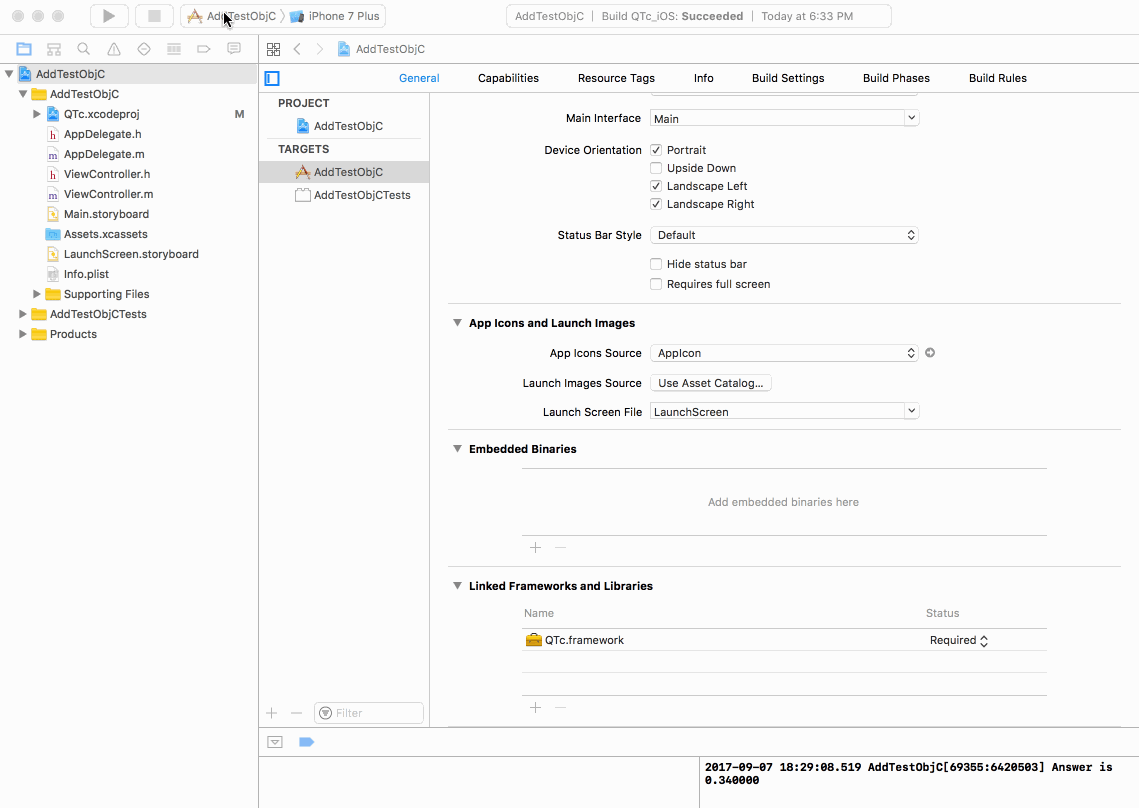 AddTestObjC 〉 iPhone 7 Plus
AddTestObjC | Build QTc_iOS: Succeeded | Today at 6:33 PM
AddTestObjC
AddTestObjC
QTc.xcodeproj M
AppDelegate.h
AppDelegate.m
ViewController.h
ViewController.m
Main.storyboard
Assets.xcassets
LaunchScreen.storyboard
Info.plist
Supporting Files
AddTestObjCTests
Products
AddTestObjC
General Capabilities Resource Tags Info Build Settings Build Phases Build Rules
PROJECT
AddTestObjC
TARGETS
AddTestObjC
AddTestObjCTests
Filter
Main Interface Main
Device Orientation Portrait
Upside Down
Landscape Left
Landscape Right
Status Bar Style Default
Hide status bar
Requires full screen
App Icons and Launch Images
App Icons Source AppIcon
Launch Images Source Use Asset Catalog...
Launch Screen File LaunchScreen
Embedded Binaries
Add embedded binaries here
Linked Frameworks and Libraries
Name Status
QTc.framework Required
2017-09-07 18:29:08.519 AddTestObjC[69355:6420503] Answer is
0.340000